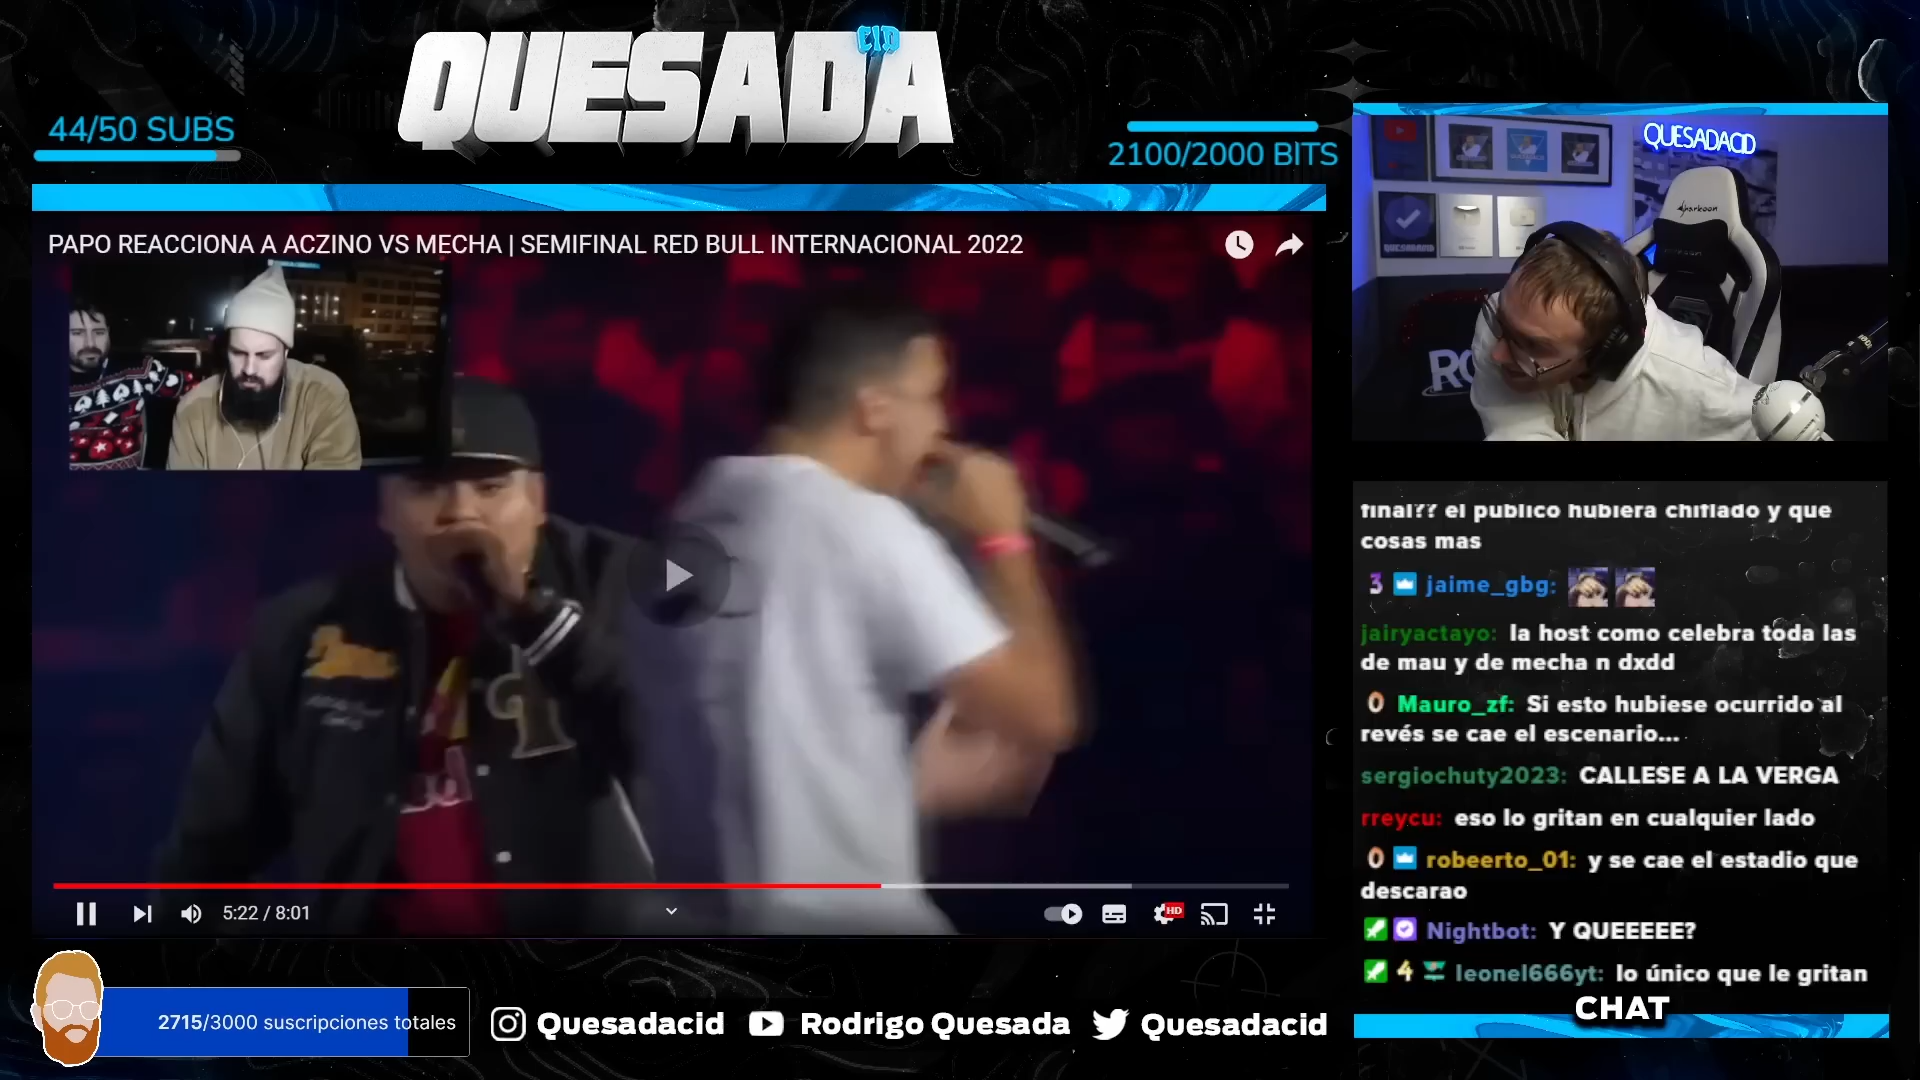 QUESADA
CID
44/50 SUBS
2100/2000 BITS
PAPO REACCIONA A ACZINO VS MECHA | SEMIFINAL RED BULL INTERNACIONAL 2022
QUESADACID
final?? el publico hubiera chiflado y que
cosas mas
3 jaime_gbg:
jairyactayo: la host como celebra toda las
de mau y de mecha n dxdd
0 Mauro_zf: Si esto hubiese ocurrido al
revés se cae el escenario...
sergiochuty2023: CALLESE A LA VERGA
rreycu: eso lo gritan en cualquier lado
0 robeerto_01: y se cae el estadio que
descarao
Nightbot: Y QUEEEEE?
4 leonel666yt: lo único que le gritan
CHAT
5:22 / 8:01
HD
2715/3000 suscripciones totales
Quesadacid
Rodrigo Quesada
Quesadacid